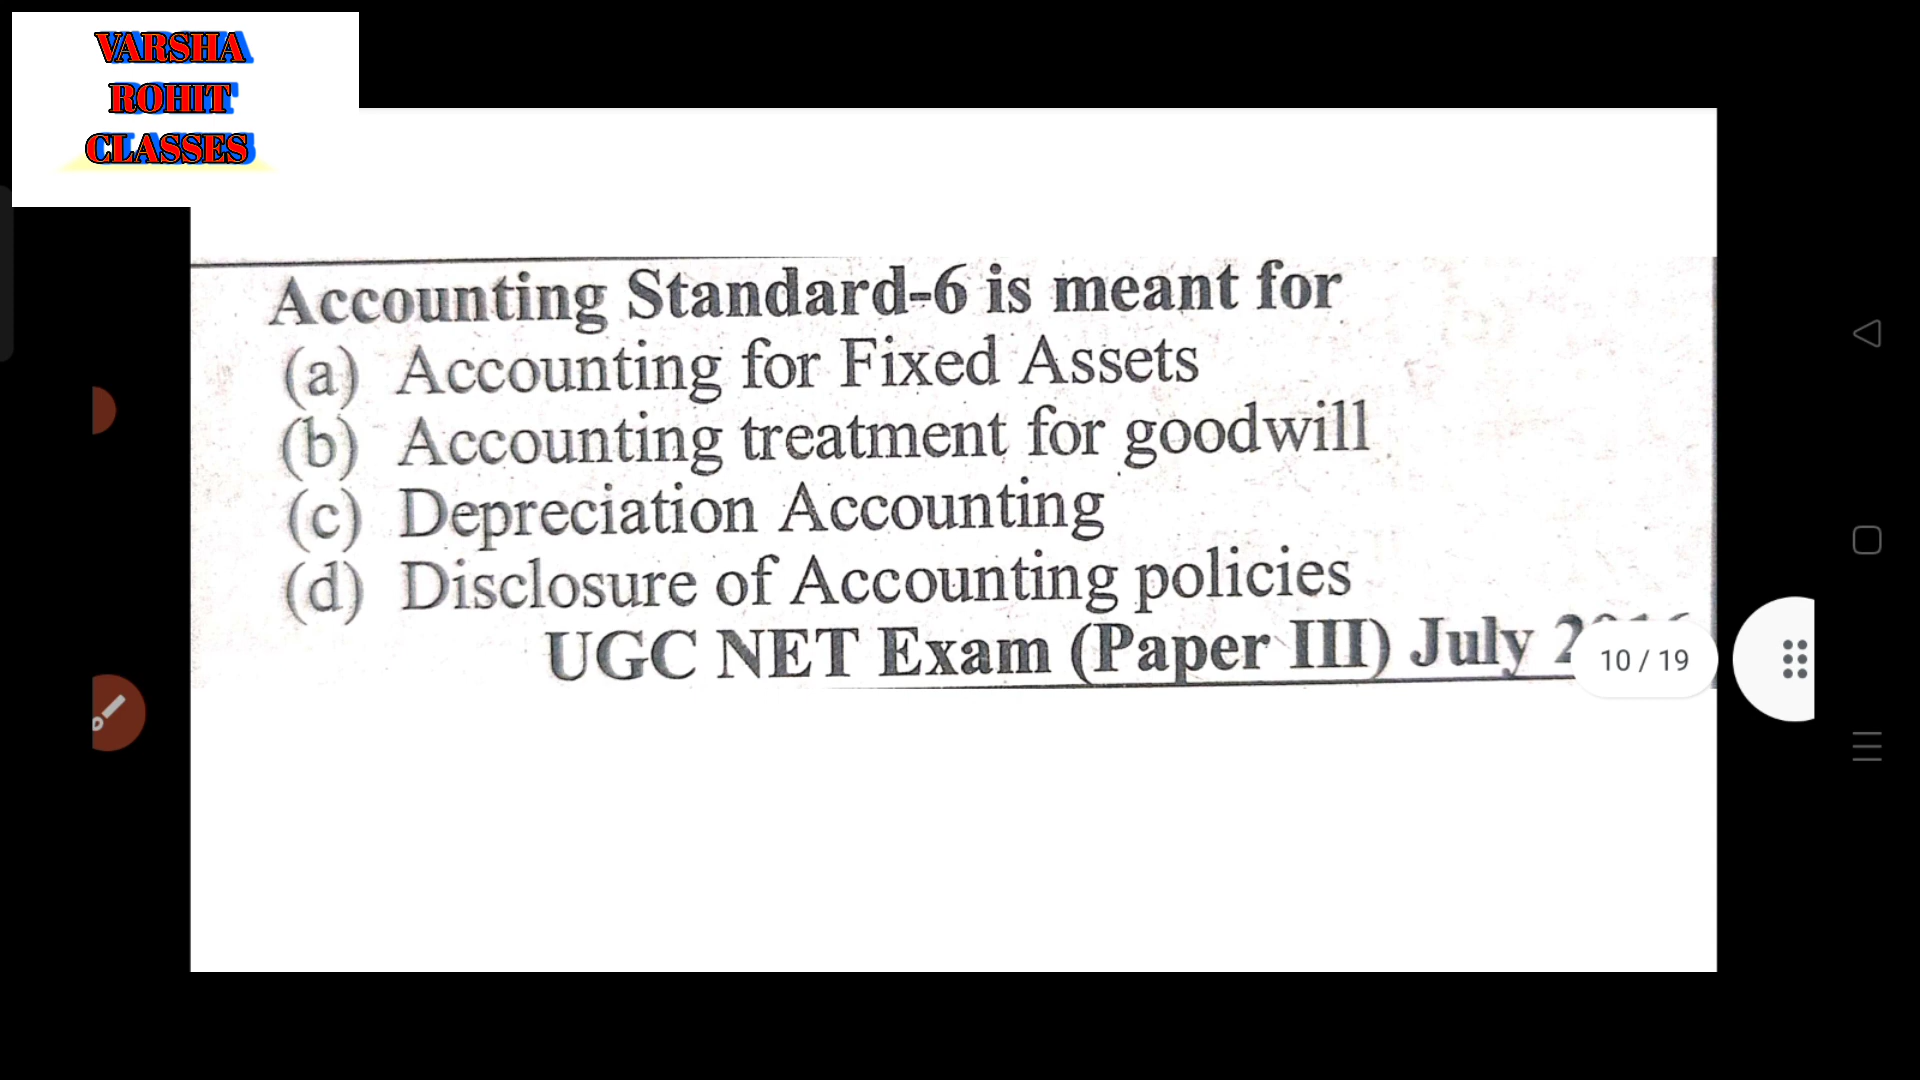 VARSHA
ROHIT
CLASSES
Accounting Standard-6 is meant for
(a) Accounting for Fixed Assets
(b) Accounting treatment for goodwill
(c) Depreciation Accounting
(d) Disclosure of Accounting policies
UGC NET Exam (Paper III) July
10 / 19